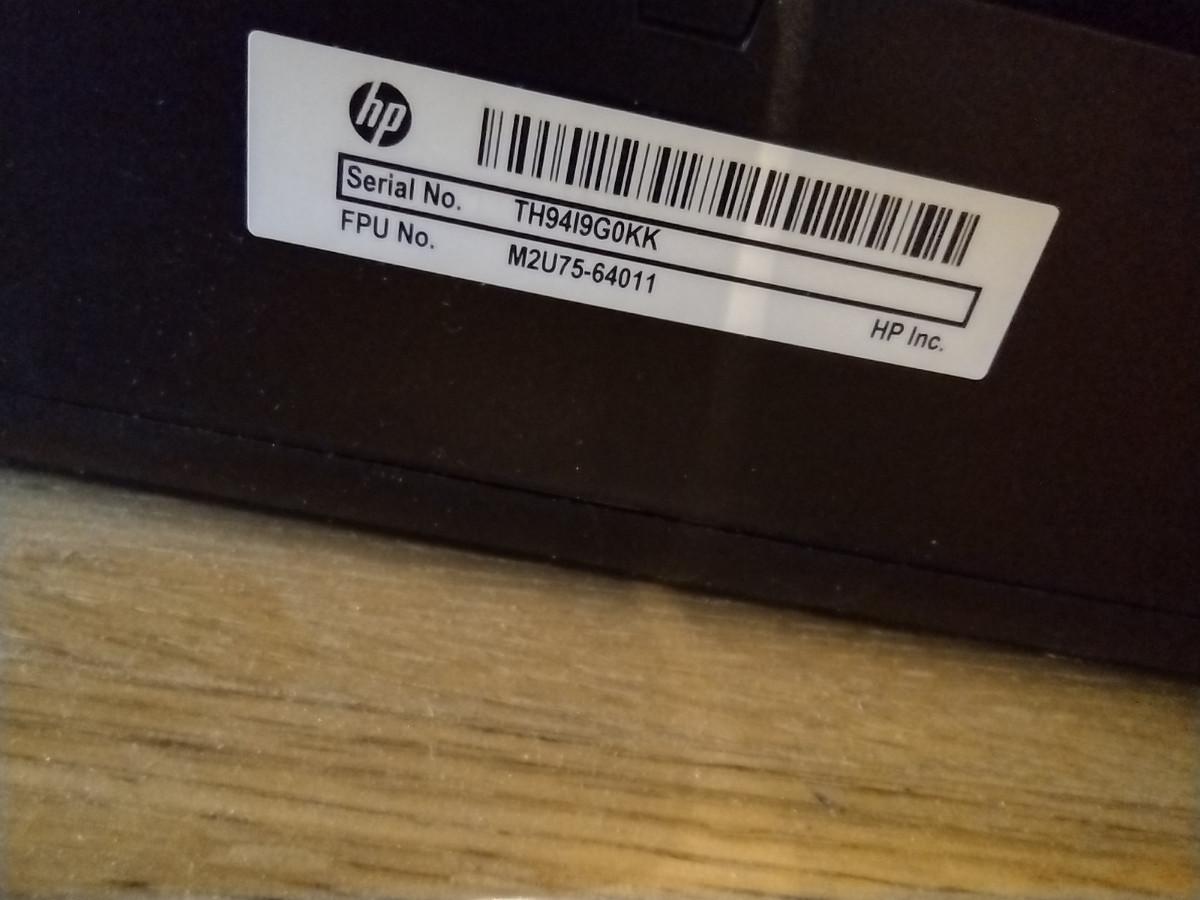 hp
Serial No. TH94I9G0KK
FPU No. M2U75-64011
HP Inc.